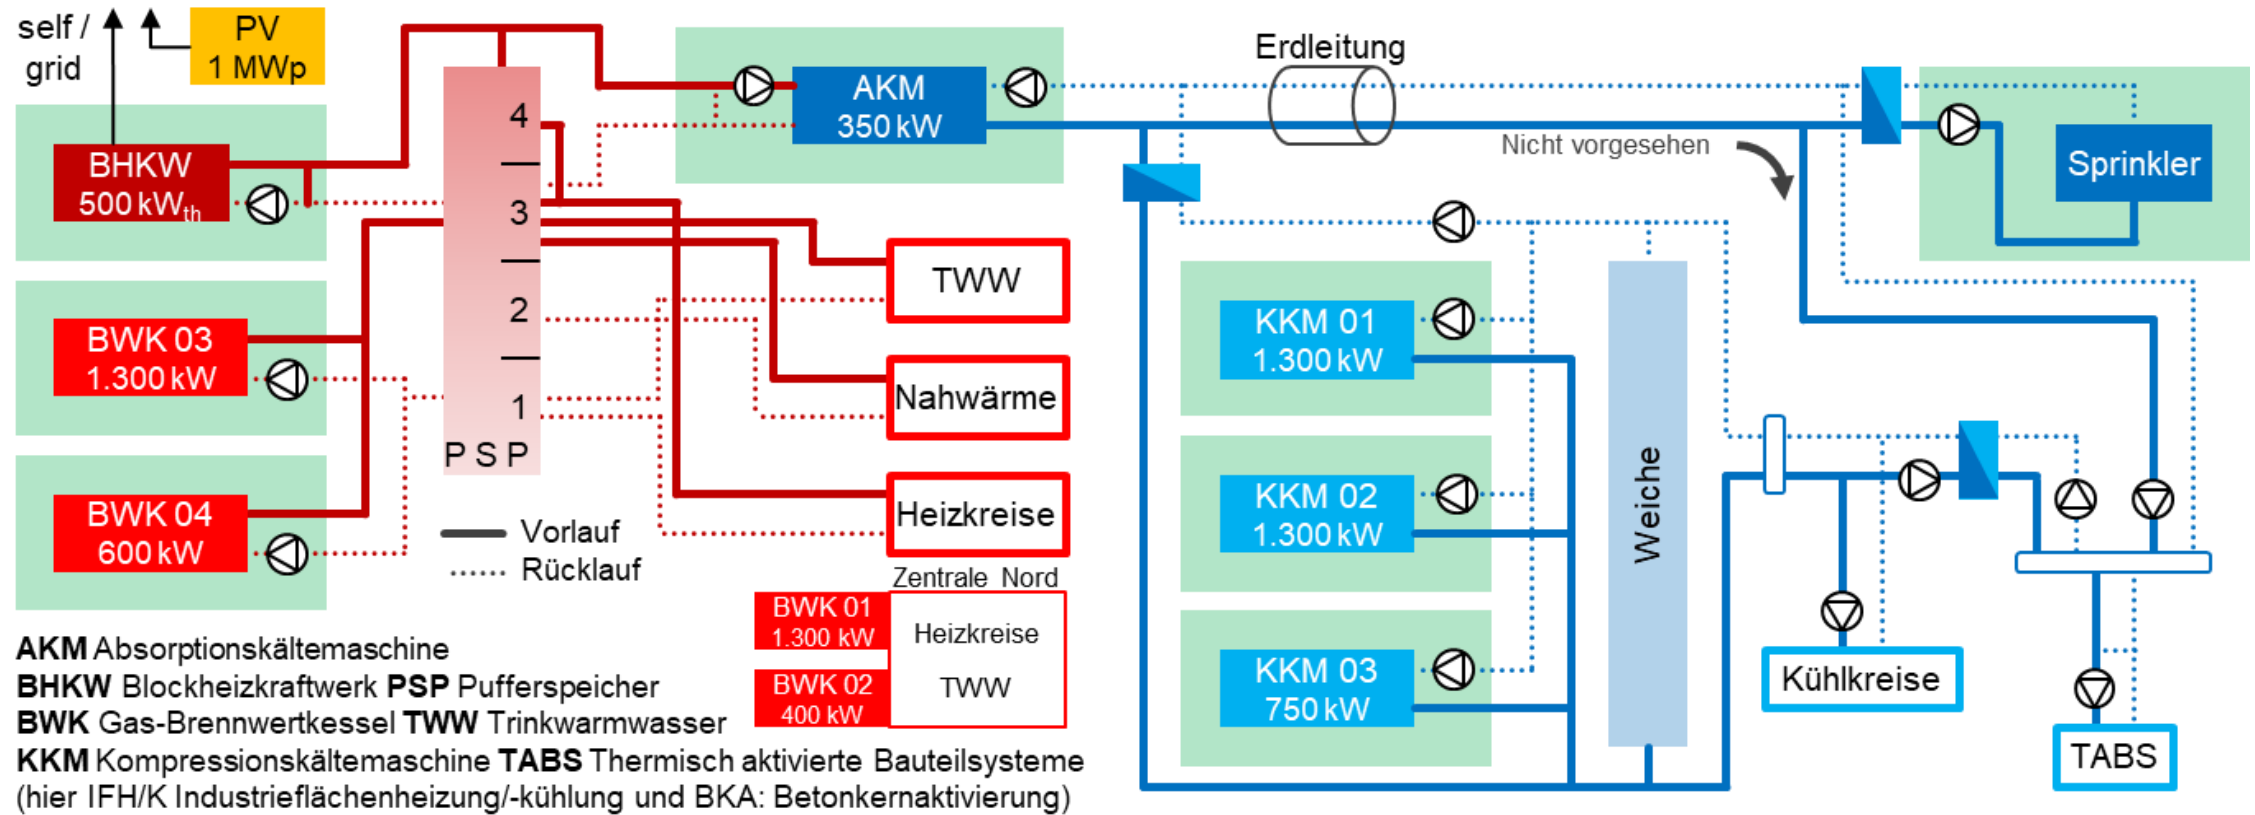 self /
grid
PV
1 MWp
BHKW
500 kWth
BWK 03
1.300 kW
BWK 04
600 kW
4
3
2
1
P S P
Vorlauf
Rücklauf
AKM
350 kW
TWW
Nahwärme
Heizkreise
Zentrale Nord
BWK 01
1.300 kW
BWK 02
400 kW
Heizkreise
TWW
Erdleitung
Nicht vorgesehen
Sprinkler
KKM 01
1.300 kW
KKM 02
1.300 kW
KKM 03
750 kW
Weiche
Kühlkreise
TABS
AKM Absorptionskältemaschine
BHKW Blockheizkraftwerk PSP Pufferspeicher
BWK Gas-Brennwertkessel TWW Trinkwarmwasser
KKM Kompressionskältemaschine TABS Thermisch aktivierte Bauteilsysteme
(hier IFH/K Industrieflächenheizung/-kühlung und BKA: Betonkernaktivierung)